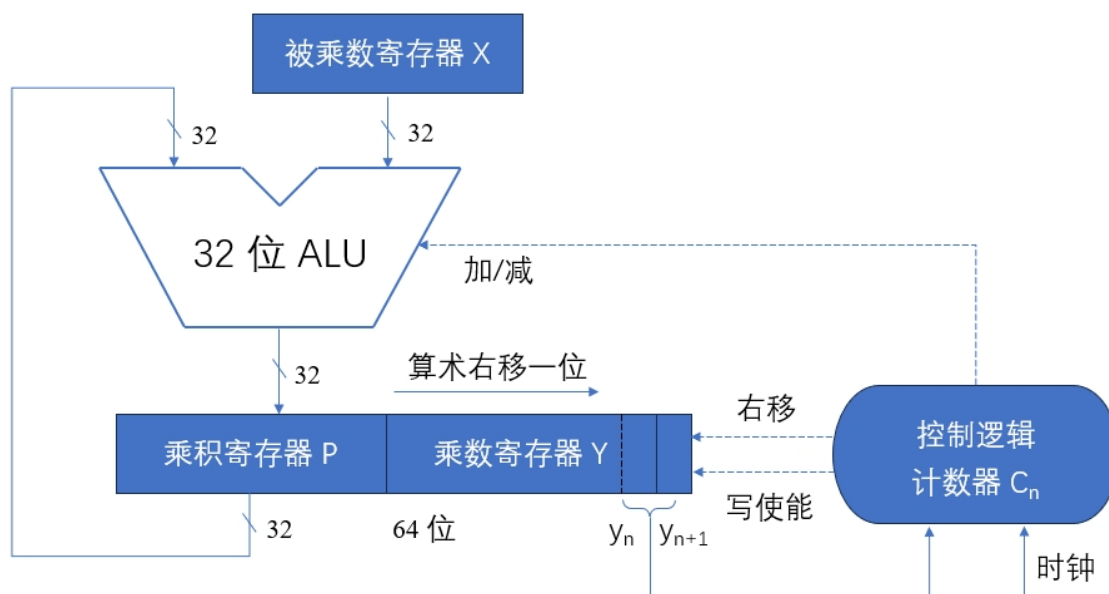 被乘数寄存器 X
32
32
32 位 ALU
加/减
32
算术右移一位
乘积寄存器 P
乘数寄存器 Y
右移
写使能
控制逻辑
计数器 Cₙ
32
64 位
yₙ
yₙ₊₁
时钟